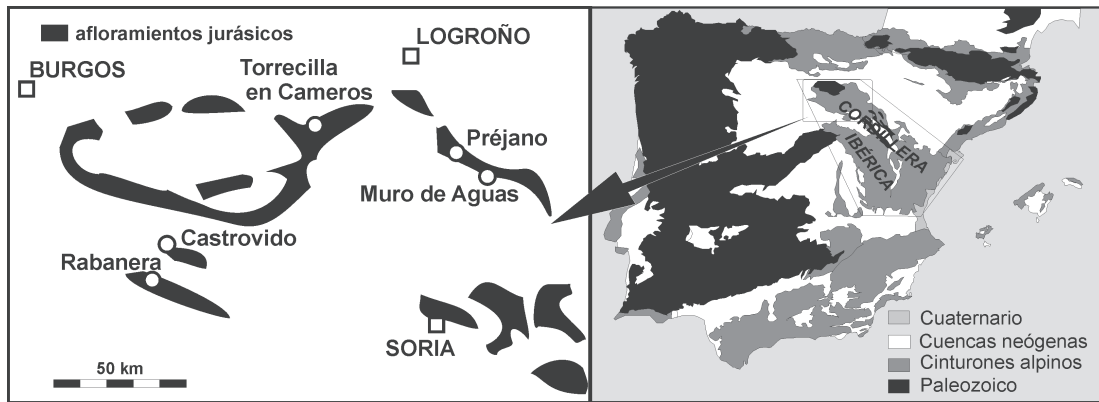 afloramientos jurásicos
LOGROÑO
BURGOS
Torrecilla
en Cameros
Préjano
Muro de Aguas
Castrovido
Rabanera
SORIA
50 km
CORDILLERA
IBÉRICA
Cuaternario
Cuencas neógenas
Cinturones alpinos
Paleozoico